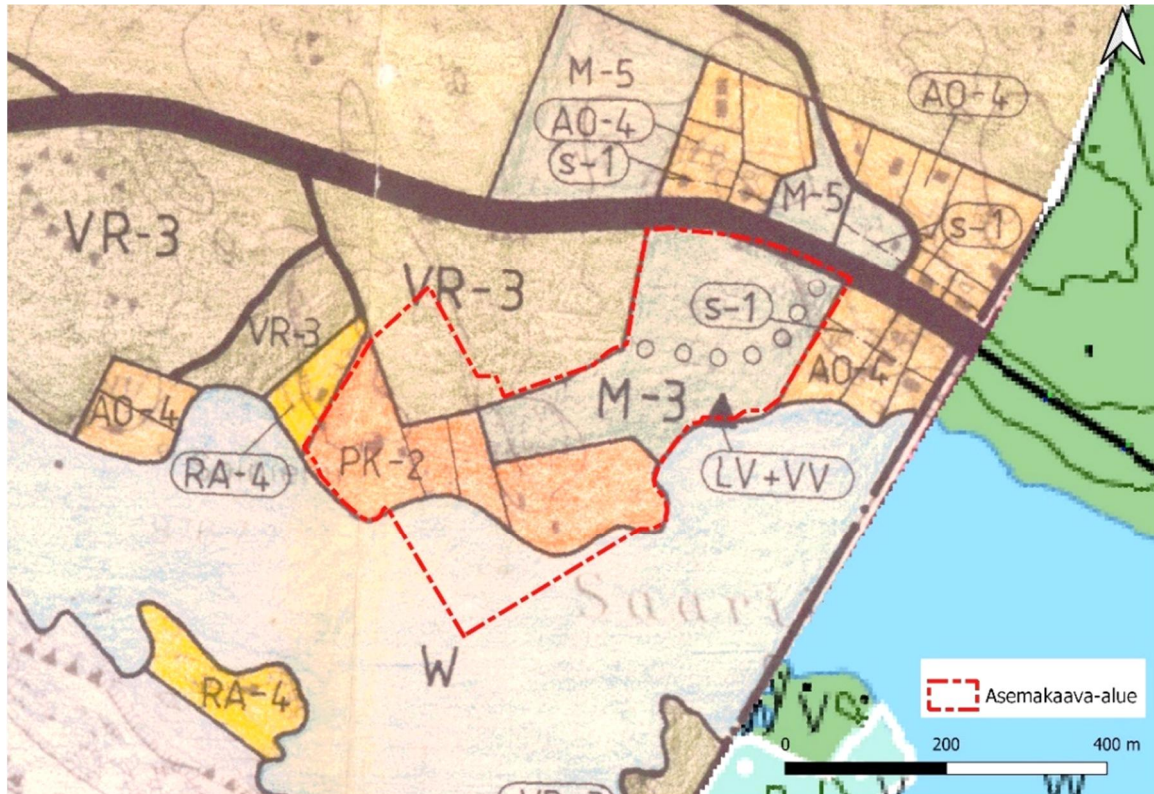 M-5
AO-4
AO-4
s-1
M-5
s-1
VR-3
VR-3
s-1
VR-3
AO-4
AO-4
M-3
PK-2
RA-4
LV+VV
Saari
W
RA-4
Asemakaava-alue
0 200 400 m